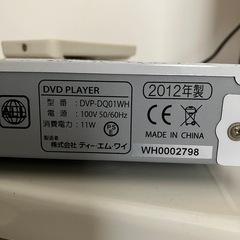 DVD PLAYER
型 番：DVP-DQ01WH
電 源：100V 50/60Hz
消費電力：11W
製造者
株式会社 ティー・エム・ワイ
2012年製
CE
MADE IN CHINA
WH0002798